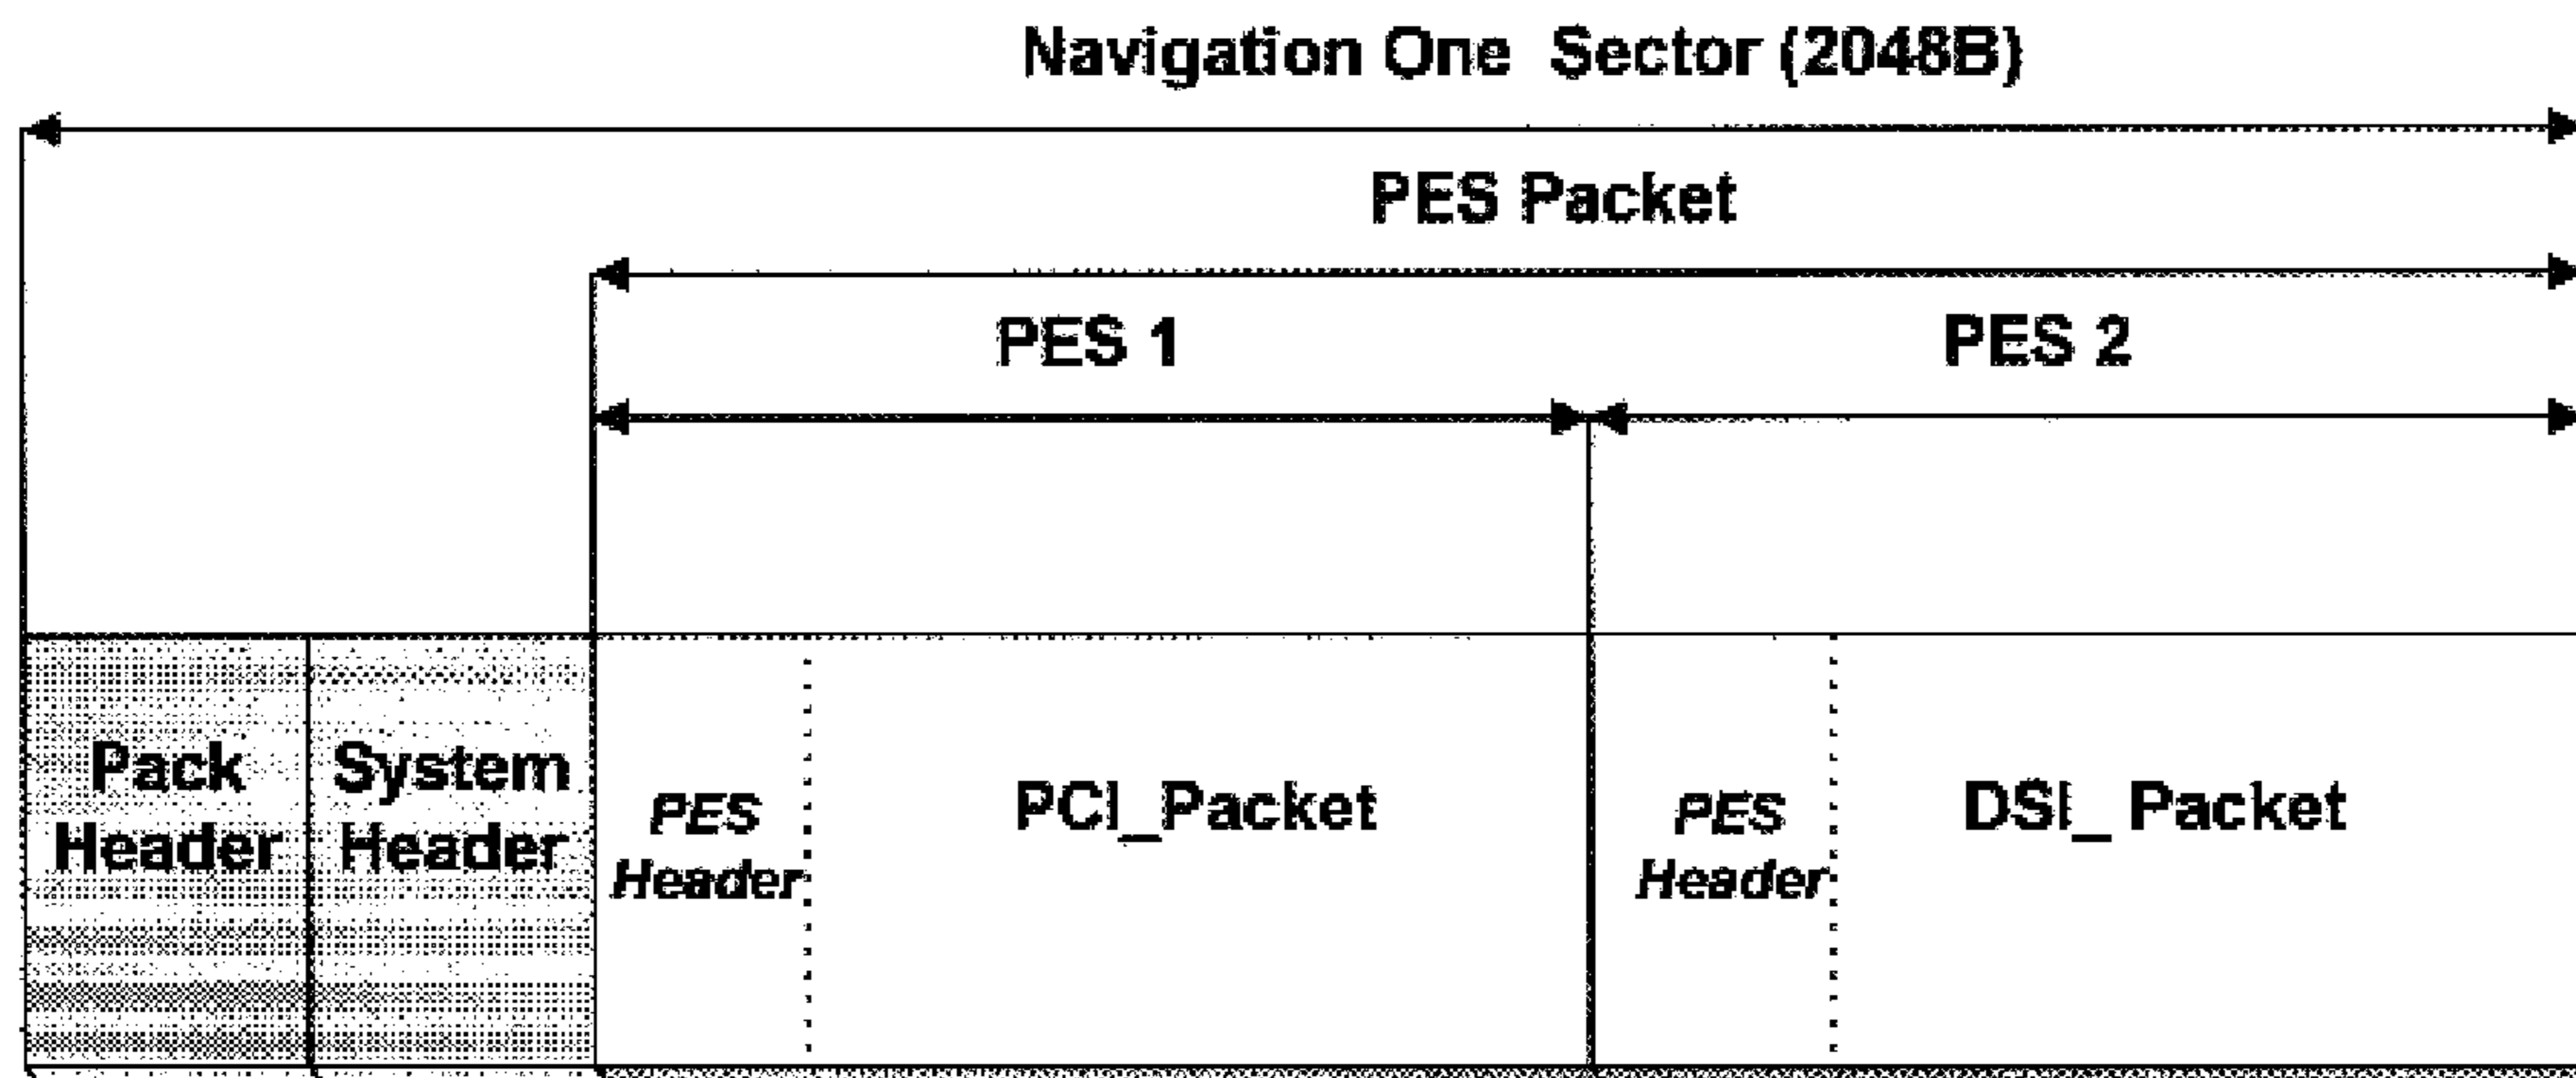 Navigation One Sector (2048B)
PES Packet
PES 1
PES 2
Pack
Header
System
Header
PES
Header
PCI_Packet
PES
Header
DSI_ Packet